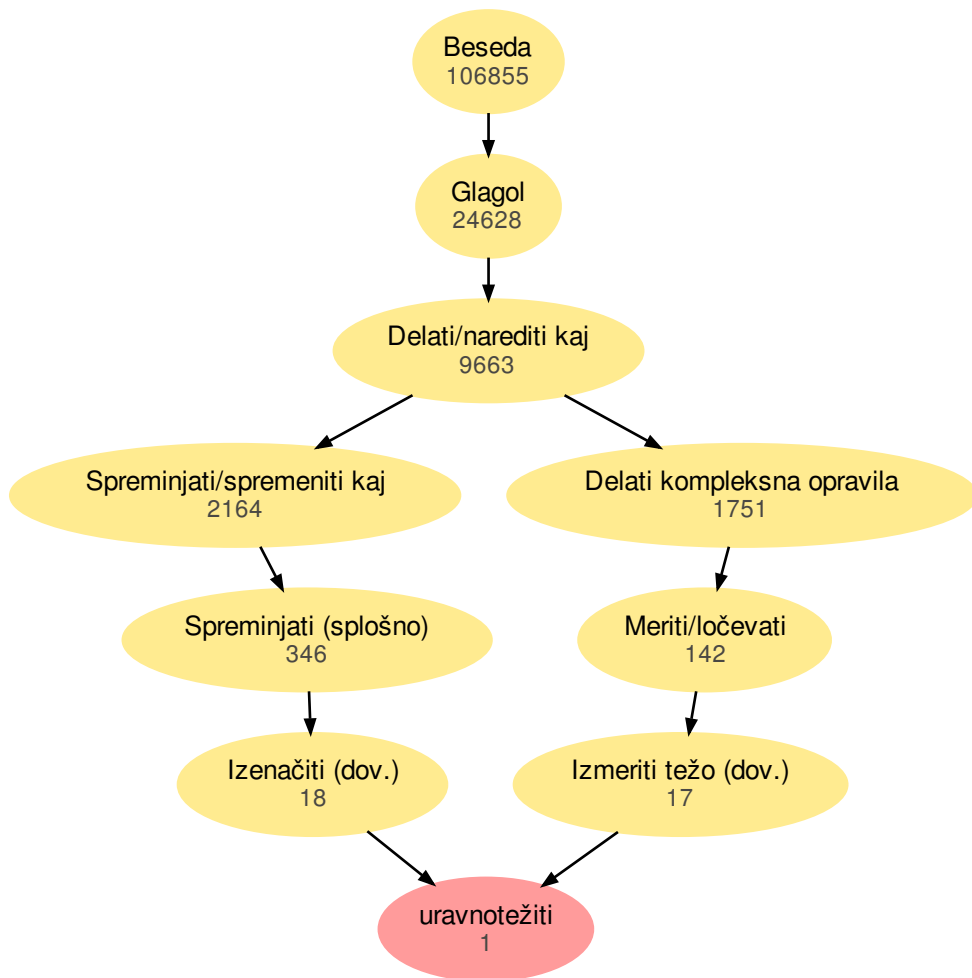 Beseda
106855
Glagol
24628
Delati/narediti kaj
9663
Spreminjati/spremeniti kaj
2164
Delati kompleksna opravila
1751
Spreminjati (splošno)
346
Meriti/ločevati
142
Izenačiti (dov.)
18
Izmeriti težo (dov.)
17
uravnotežiti
1